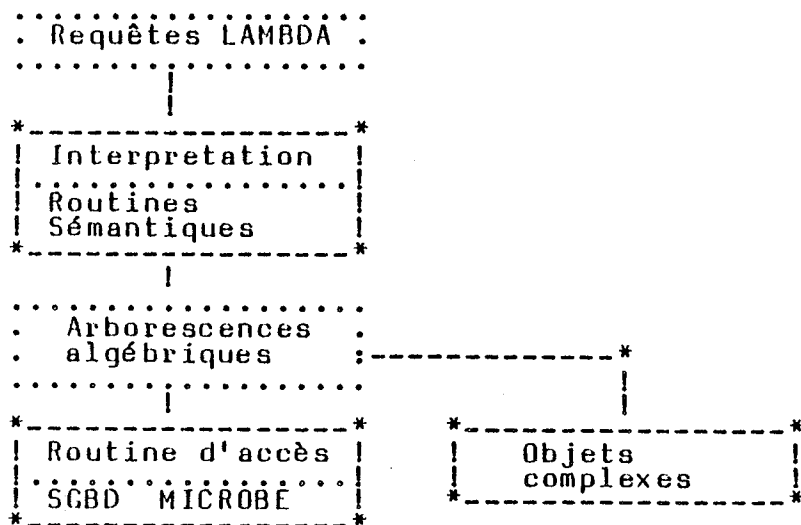 Requêtes LAMBDA
Interpretation
Routines
Sémantiques
Arborescences
algébriques
Routine d'accès
SGBD MICROBE
Objets
complexes